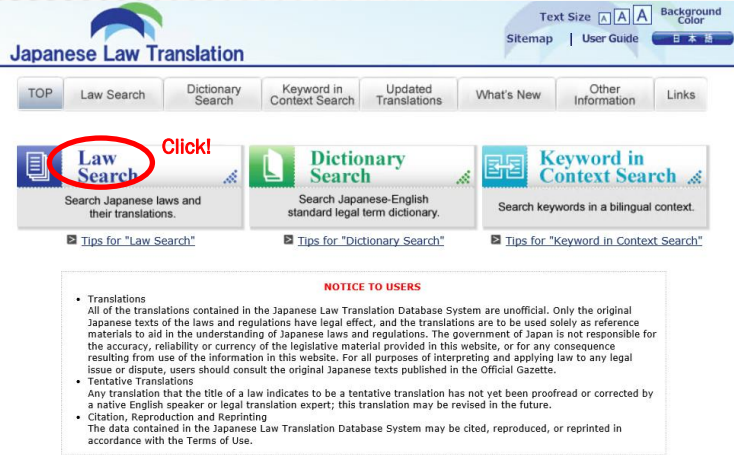 Text Size A A A Background Color
Sitemap | User Guide 日本語
Japanese Law Translation
TOP Law Search Dictionary Search Keyword in Context Search Updated Translations What's New Other Information Links
Click!
Law Search
Search Japanese laws and
their translations.
Tips for "Law Search"
Dictionary Search
Search Japanese-English
standard legal term dictionary.
Tips for "Dictionary Search"
Keyword in
Context Search
Search keywords in a bilingual context.
Tips for "Keyword in Context Search"
NOTICE TO USERS
• Translations
All of the translations contained in the Japanese Law Translation Database System are unofficial. Only the original
Japanese texts of the laws and regulations have legal effect, and the translations are to be used solely as reference
materials to aid in the understanding of Japanese laws and regulations. The government of Japan is not responsible for
the accuracy, reliability or currency of the legislative material provided in this website, or for any consequence
resulting from use of the information in this website. For all purposes of interpreting and applying law to any legal
issue or dispute, users should consult the original Japanese texts published in the Official Gazette.
• Tentative Translations
Any translation that the title of a law indicates to be a tentative translation has not yet been proofread or corrected by
a native English speaker or legal translation expert; this translation may be revised in the future.
• Citation, Reproduction and Reprinting
The data contained in the Japanese Law Translation Database System may be cited, reproduced, or reprinted in
accordance with the Terms of Use.